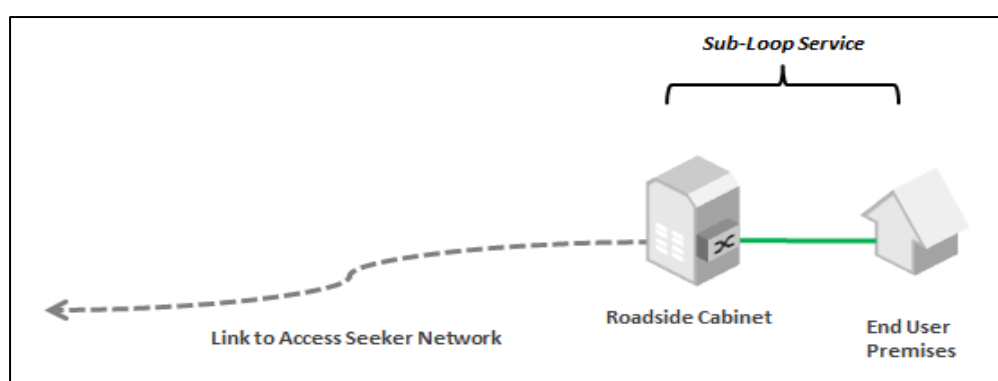 Sub-Loop Service
Roadside Cabinet
End User
Premises
Link to Access Seeker Network